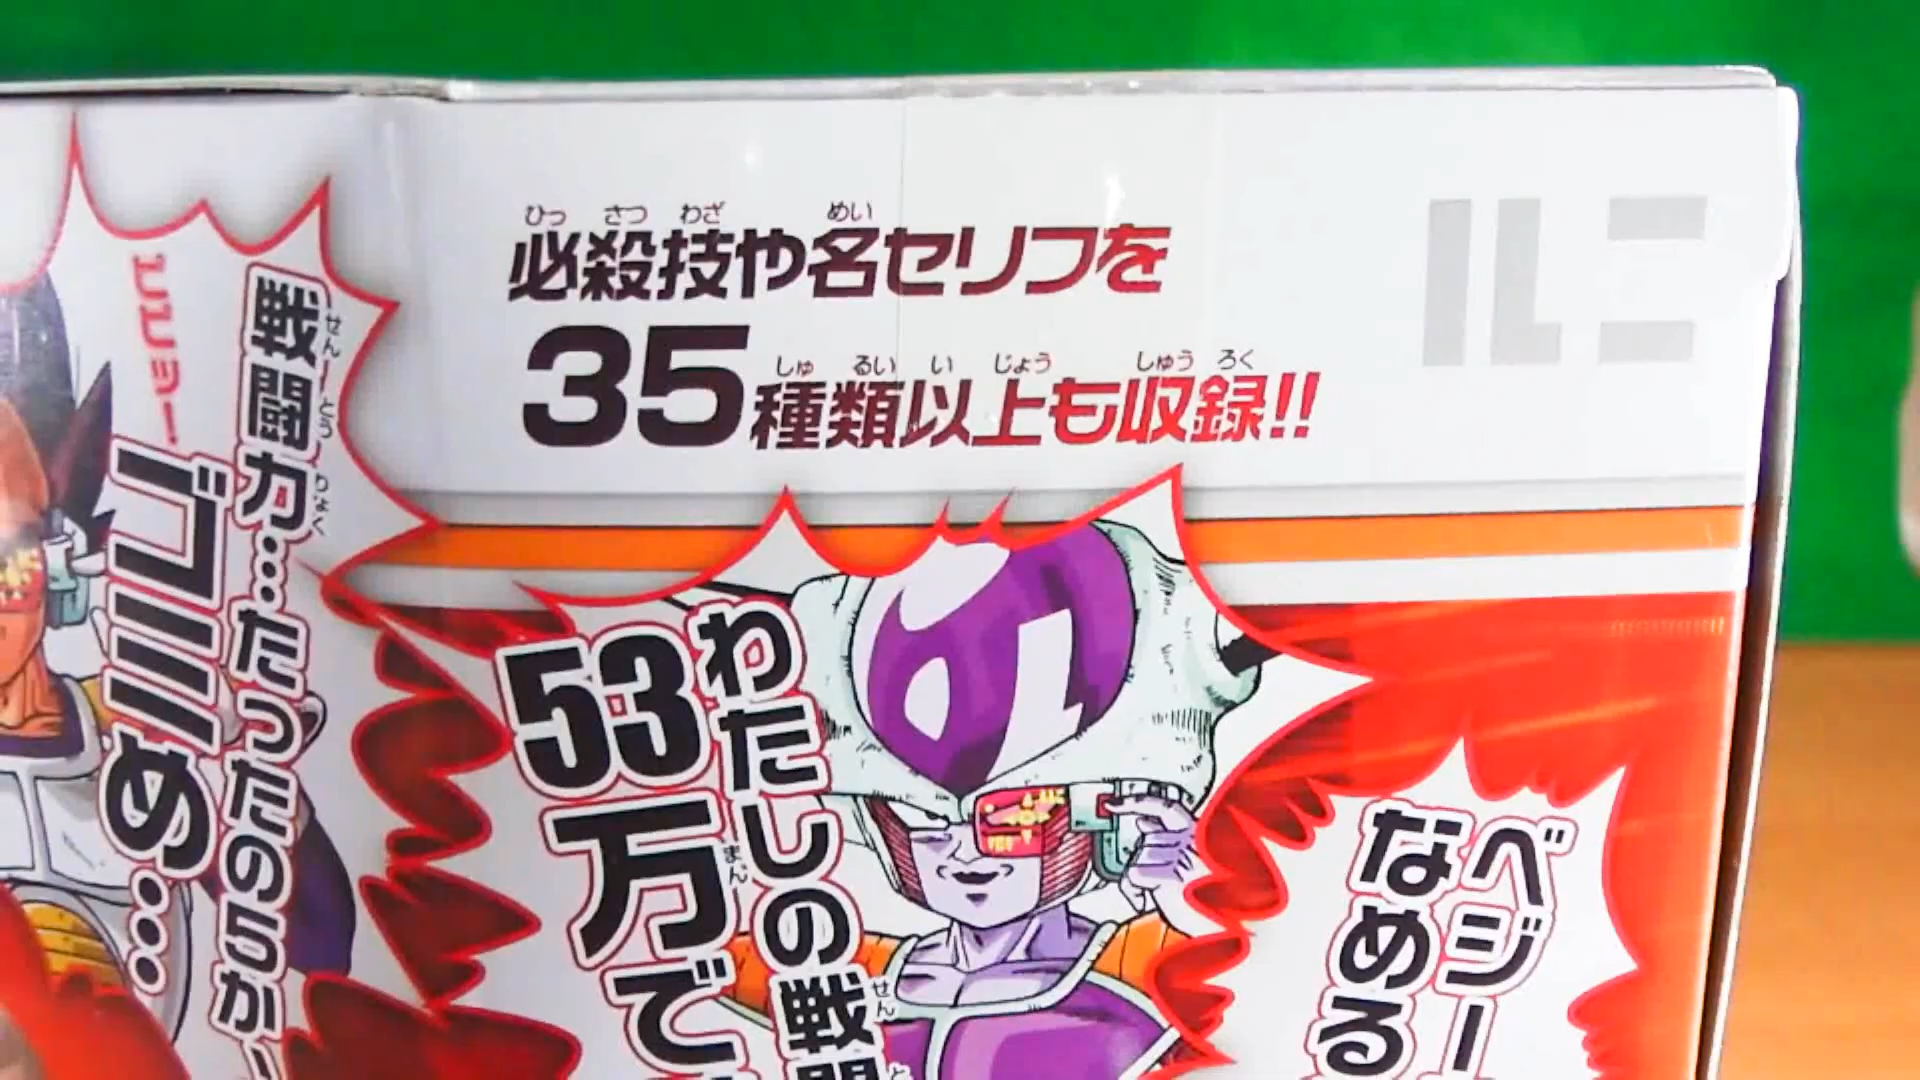 ひっ さつ わざ めい
必殺技や名セリフを
しゅ るい い じょう しゅう ろく
35種類以上も収録!!
せん とう りょく
戦闘力…たったの5か
ゴミめ…
わたしの戦闘
せん
53万で
まん
ベジー
なめる